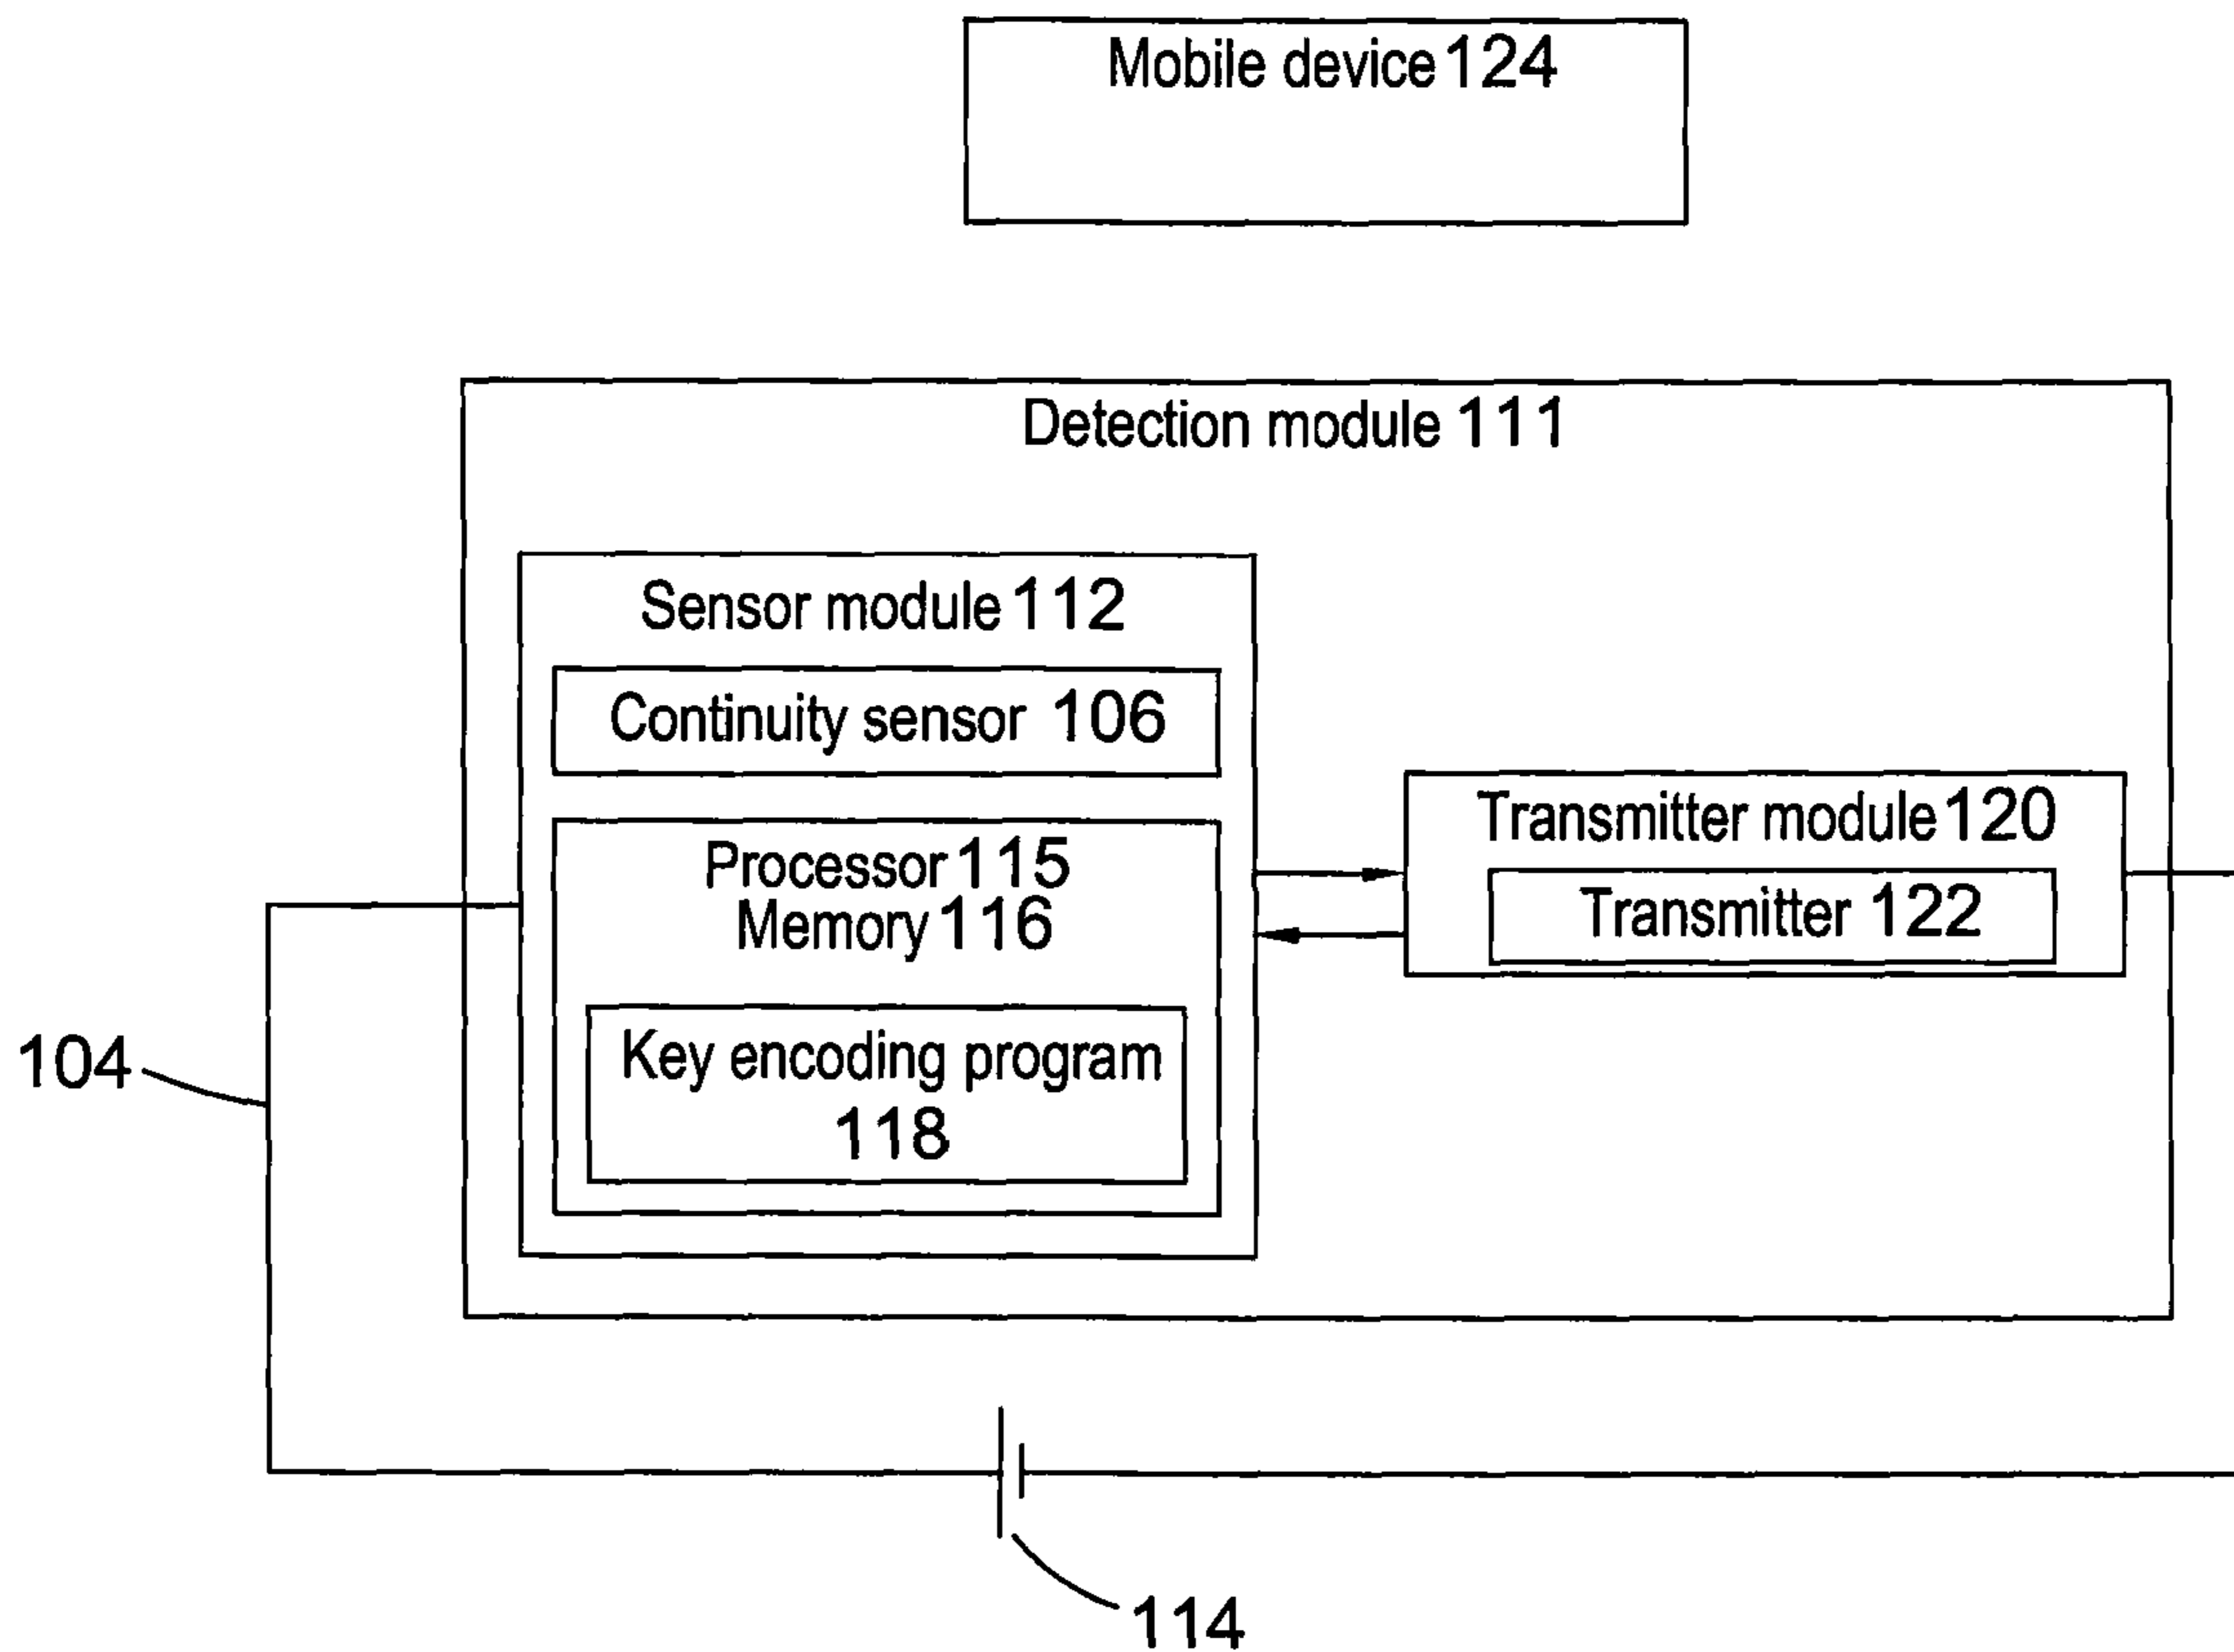 Mobile device 124
Detection module 111
Sensor module 112
Continuity sensor 106
Transmitter module 120
Processor 115
Transmitter 122
Memory 116
Key encoding program
118
104
114